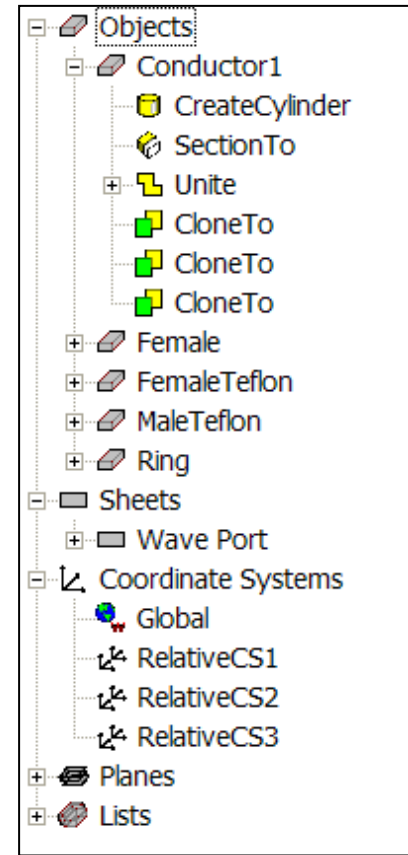 Objects
Conductor1
CreateCylinder
SectionTo
Unite
CloneTo
CloneTo
CloneTo
Female
FemaleTeflon
MaleTeflon
Ring
Sheets
Wave Port
Coordinate Systems
Global
RelativeCS1
RelativeCS2
RelativeCS3
Planes
Lists